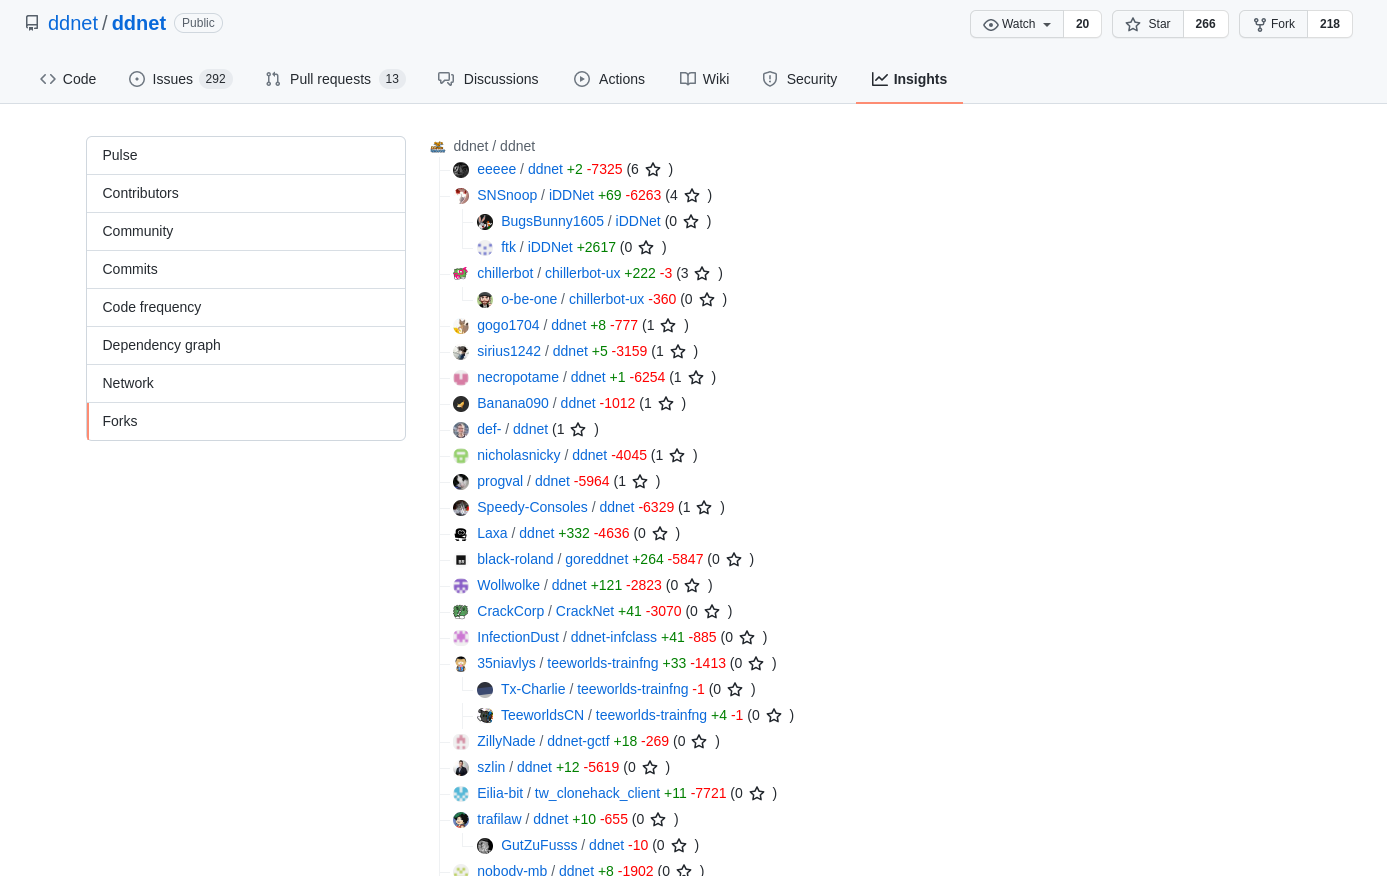 ddnet / ddnet Public Watch 20 Star 266 Fork 218
Code Issues 292 Pull requests 13 Discussions Actions Wiki Security Insights
Pulse
Contributors
Community
Commits
Code frequency
Dependency graph
Network
Forks
ddnet / ddnet
eeeee / ddnet +2 -7325 (6 )
SNSnoop / iDDNet +69 -6263 (4 )
BugsBunny1605 / iDDNet (0 )
ftk / iDDNet +2617 (0 )
chillerbot / chillerbot-ux +222 -3 (3 )
o-be-one / chillerbot-ux -360 (0 )
gogo1704 / ddnet +8 -777 (1 )
sirius1242 / ddnet +5 -3159 (1 )
necropotame / ddnet +1 -6254 (1 )
Banana090 / ddnet -1012 (1 )
def- / ddnet (1 )
nicholasnicky / ddnet -4045 (1 )
progval / ddnet -5964 (1 )
Speedy-Consoles / ddnet -6329 (1 )
Laxa / ddnet +332 -4636 (0 )
black-roland / goreddnet +264 -5847 (0 )
Wollwolke / ddnet +121 -2823 (0 )
CrackCorp / CrackNet +41 -3070 (0 )
InfectionDust / ddnet-infclass +41 -885 (0 )
35niavlys / teeworlds-trainfng +33 -1413 (0 )
Tx-Charlie / teeworlds-trainfng -1 (0 )
TeeworldsCN / teeworlds-trainfng +4 -1 (0 )
ZillyNade / ddnet-gctf +18 -269 (0 )
szlin / ddnet +12 -5619 (0 )
Eilia-bit / tw_clonehack_client +11 -7721 (0 )
trafilaw / ddnet +10 -655 (0 )
GutZuFusss / ddnet -10 (0 )
nobody-mb / ddnet +8 -1902 (0 )